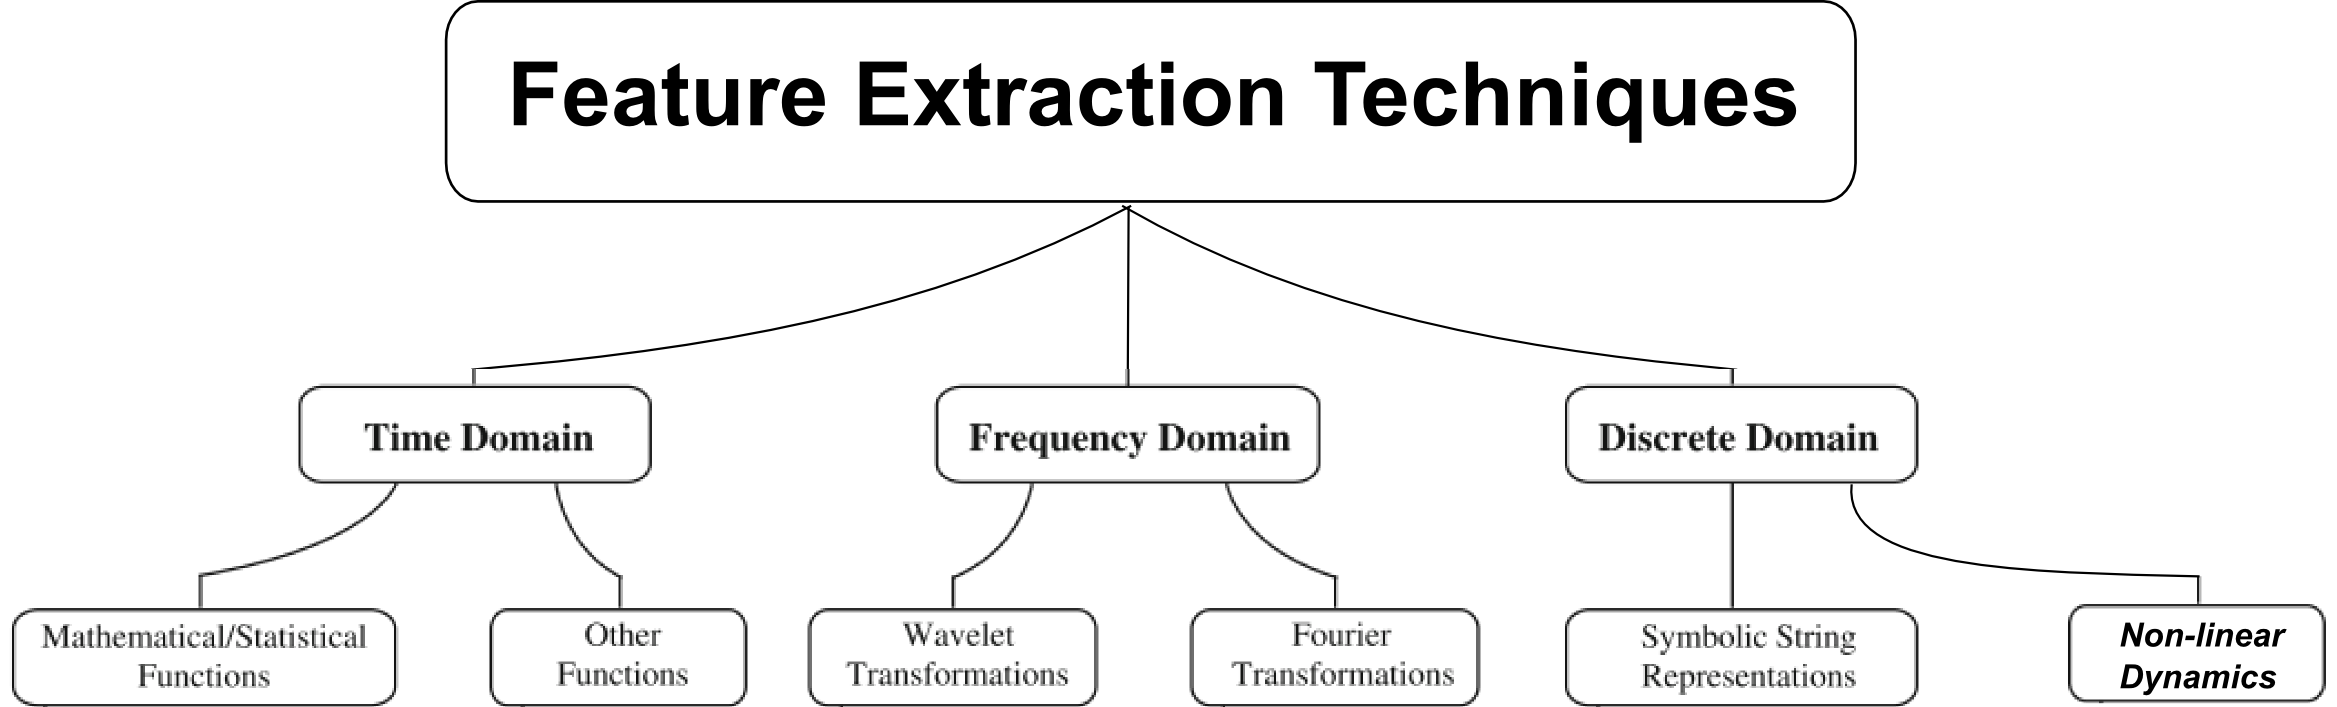 Feature Extraction Techniques
Time Domain
Frequency Domain
Discrete Domain
Mathematical/Statistical
Functions
Other
Functions
Wavelet
Transformations
Fourier
Transformations
Symbolic String
Representations
Non-linear
Dynamics